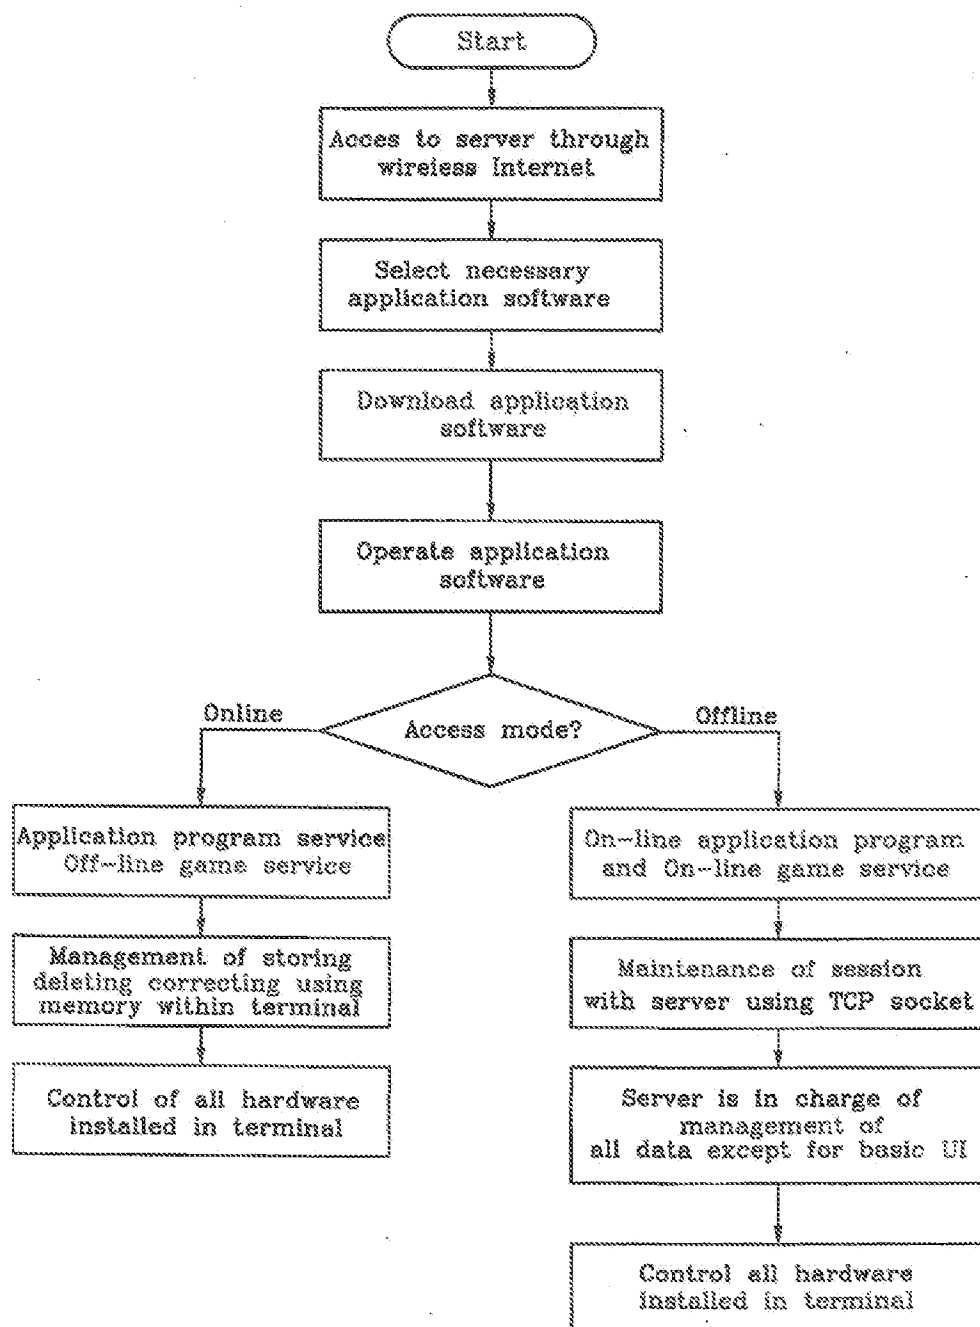 Start
Acces to server through
wireless Internet
Select necessary
application software
Download application
software
Operate application
software
Access mode?
Online
Offline
Application program service
Off-line game service
Management of storing
deleting correcting using
memory within terminal
Control of all hardware
installed in terminal
On-line application program
and On-line game service
Maintenance of session
with server using TCP socket
Server is in charge of
management of
all data except for basic UI
Control all hardware
installed in terminal